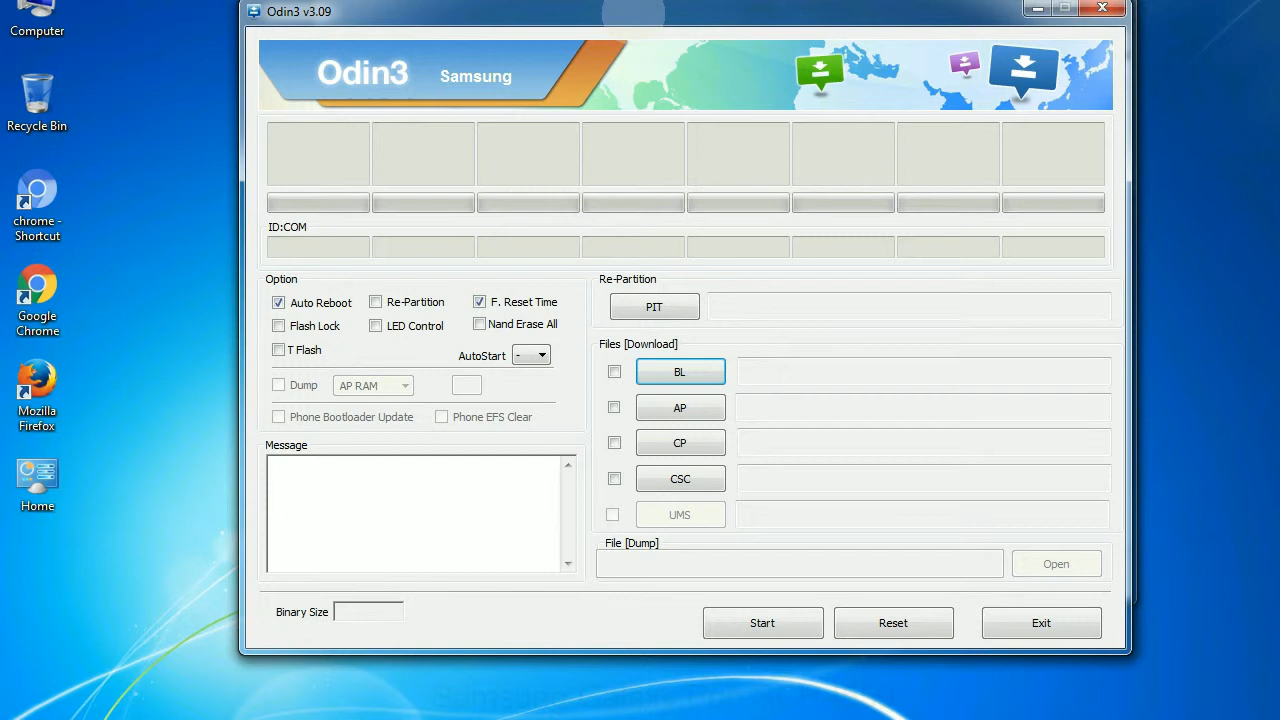 Computer
Recycle Bin
chrome -
Shortcut
Google
Chrome
Mozilla
Firefox
Home
Odin3 v3.09
Odin3 Samsung
ID:COM
Option
Auto Reboot Re-Partition F. Reset Time
Flash Lock LED Control Nand Erase All
T Flash AutoStart -
Dump AP RAM
Phone Bootloader Update Phone EFS Clear
Message
Re-Partition
PIT
Files [Download]
BL
AP
CP
CSC
UMS
File [Dump]
Open
Binary Size
Start Reset Exit